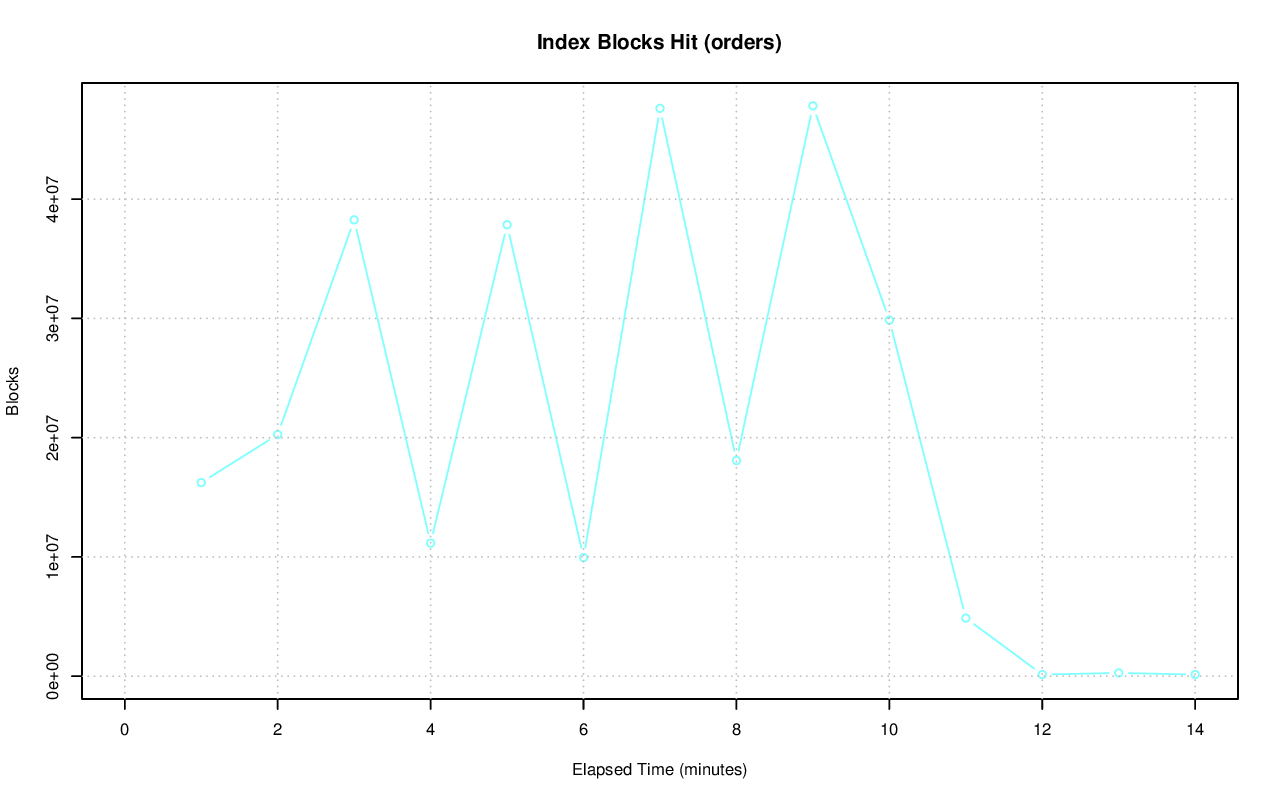 Index Blocks Hit (orders)
Blocks
4e+07
3e+07
2e+07
1e+07
0e+00
0 2 4 6 8 10 12 14
Elapsed Time (minutes)